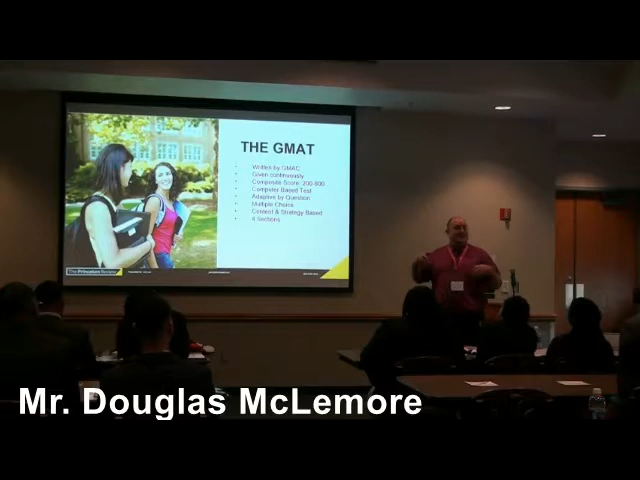 THE GMAT
• Written by GMAC
• Given continuously
• Composite Score: 200-800
• Computer Based Test
• Adaptive by Question
• Multiple Choice
• Content & Strategy Based
• 4 Sections
The Princeton Review
Mr. Douglas McLemore